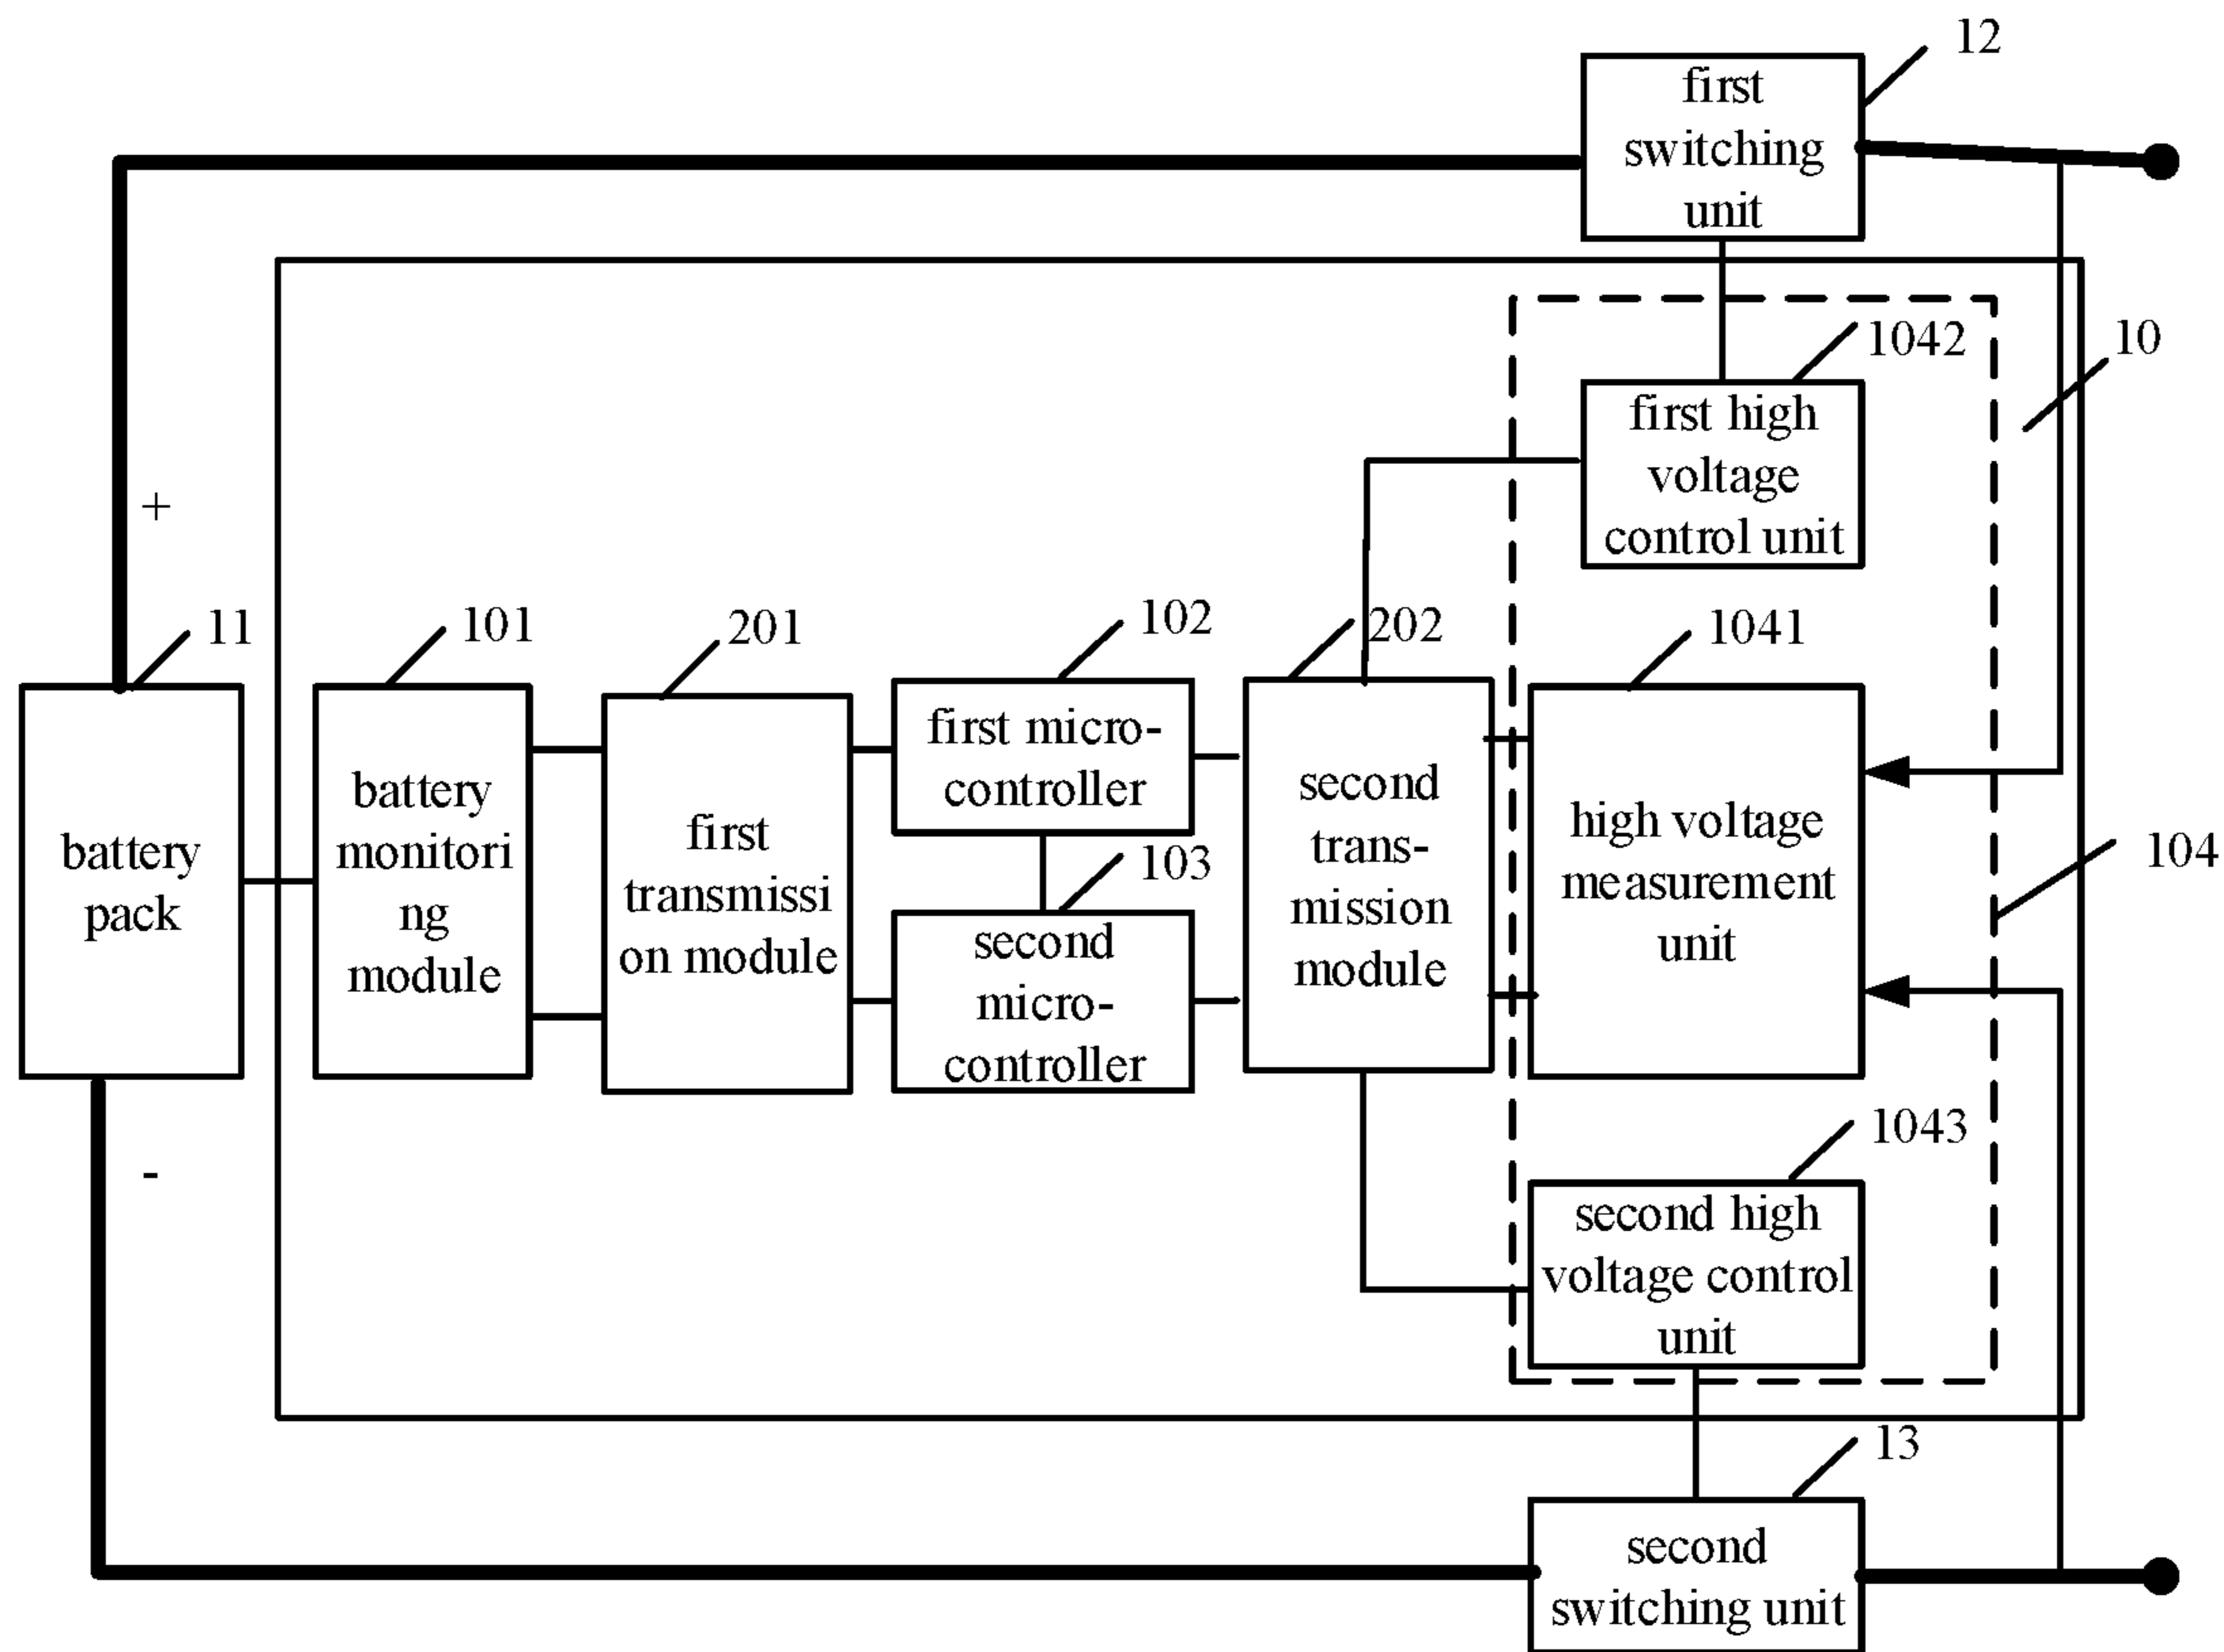 12
first
switching
unit
10
1042
first high
voltage
control unit
+
11
101
201
102
202
1041
battery
pack
battery
monitori
ng
module
first
transmissi
on module
first micro-
controller
103
second
micro-
controller
second
trans-
mission
module
high voltage
measurement
unit
104
-
1043
second high
voltage control
unit
13
second
switching unit